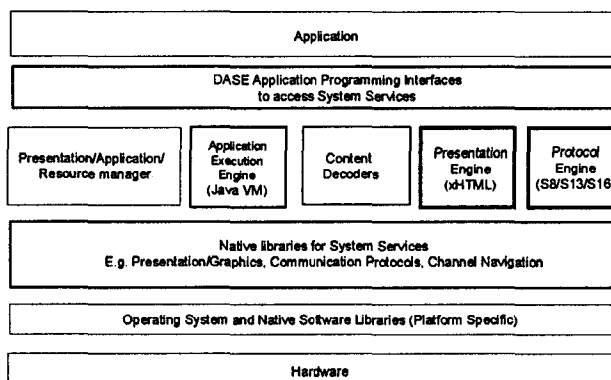 Application
DASE Application Programming Interfaces
to access System Services
Presentation/Application/
Resource manager
Application
Execution
Engine
(Java VM)
Content
Decoders
Presentation
Engine
(xHTML)
Protocol
Engine
(S8/S13/S16
Native libraries for System Services
E.g. Presentation/Graphics, Communication Protocols, Channel Navigation
Operating System and Native Software Libraries (Platform Specific)
Hardware